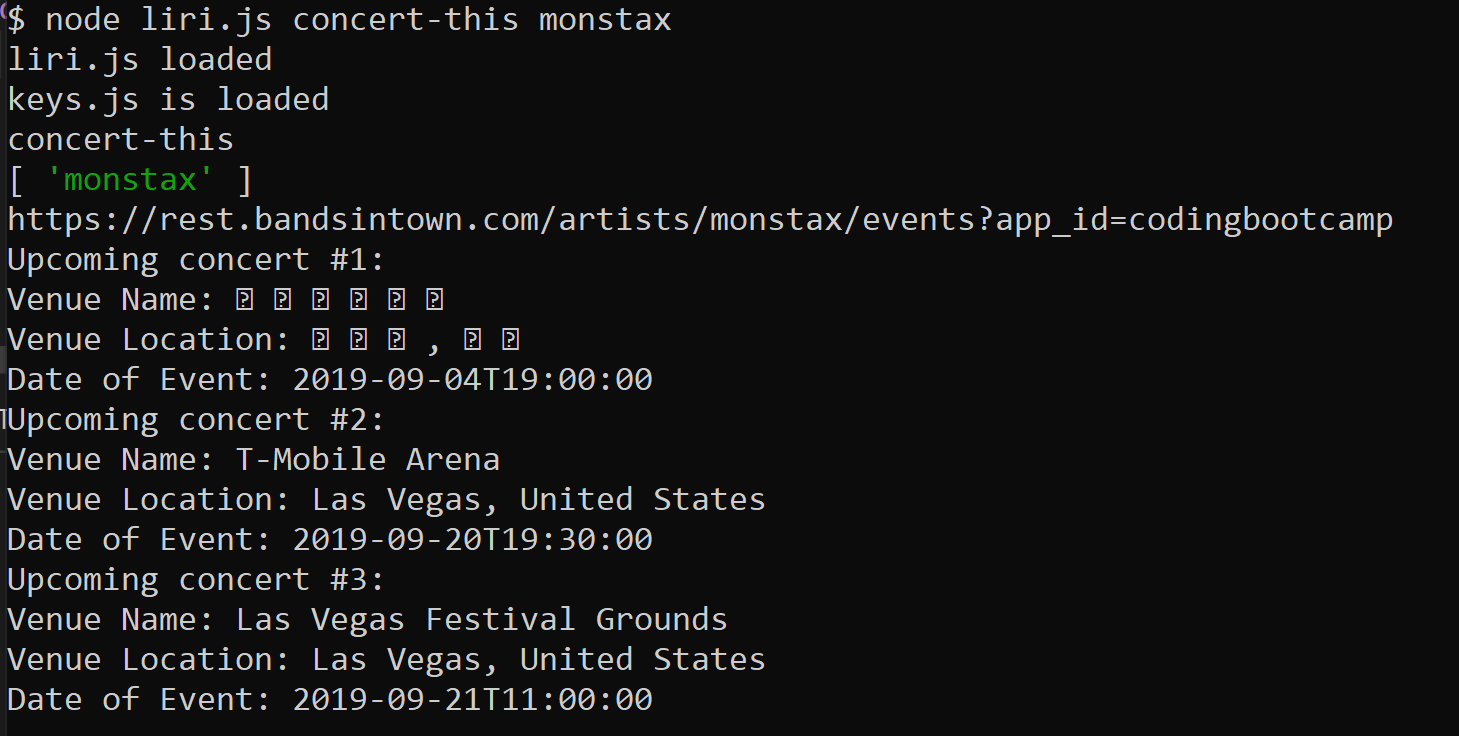 $ node liri.js concert-this monstax
liri.js loaded
keys.js is loaded
concert-this
[ 'monstax' ]
https://rest.bandsintown.com/artists/monstax/events?app_id=codingbootcamp
Upcoming concert #1:
Venue Name:
Venue Location: ,
Date of Event: 2019-09-04T19:00:00
Upcoming concert #2:
Venue Name: T-Mobile Arena
Venue Location: Las Vegas, United States
Date of Event: 2019-09-20T19:30:00
Upcoming concert #3:
Venue Name: Las Vegas Festival Grounds
Venue Location: Las Vegas, United States
Date of Event: 2019-09-21T11:00:00